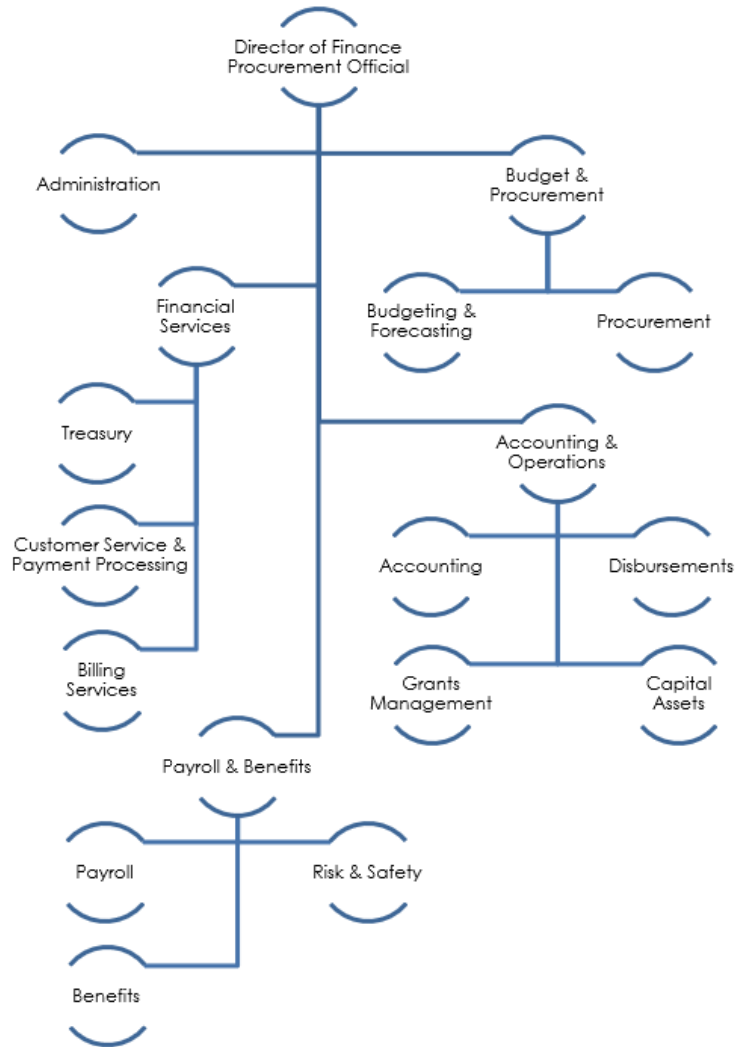 Director of Finance
Procurement Official
Administration
Budget &
Procurement
Financial
Services
Budgeting &
Forecasting
Procurement
Treasury
Accounting &
Operations
Customer Service &
Payment Processing
Accounting
Disbursements
Billing
Services
Grants
Management
Capital
Assets
Payroll & Benefits
Payroll
Risk & Safety
Benefits